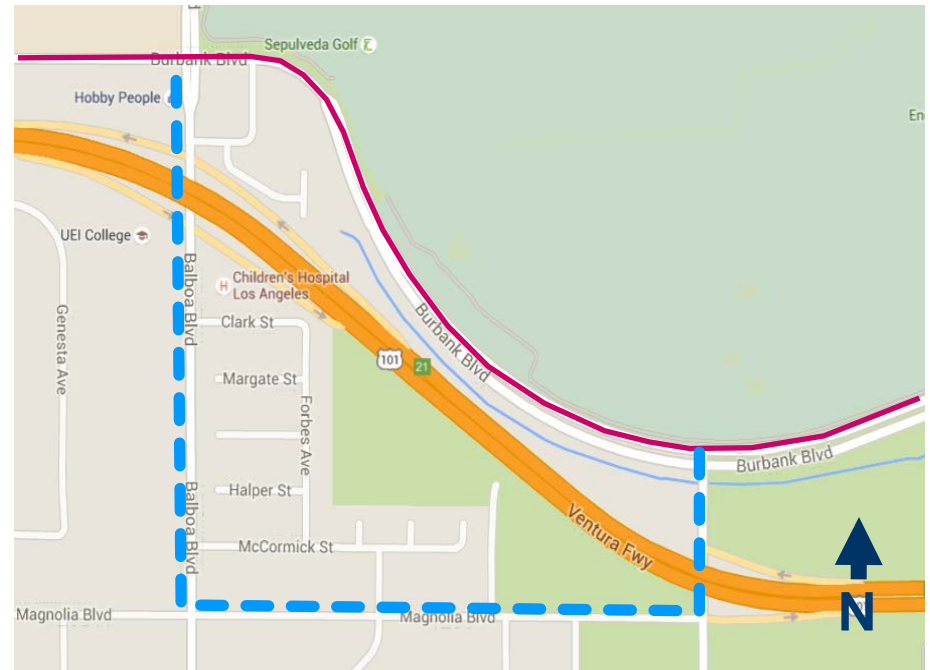 Sepulveda Golf
Burbank Blvd
Hobby People
UEI College
Balboa Blvd
Children's Hospital
Los Angeles
Genesta Ave
Clark St
Burbank Blvd
101
21
Margate St
Forbes Ave
Burbank Blvd
Balboa Blvd
Halper St
Ventura Fwy
McCormick St
Magnolia Blvd
Magnolia Blvd
N